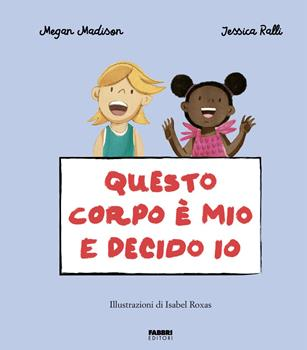 Megan Madison Jessica Ralli
QUESTO
CORPO È MIO
E DECIDO IO
Illustrazioni di Isabel Roxas
FABBRI
EDITORI